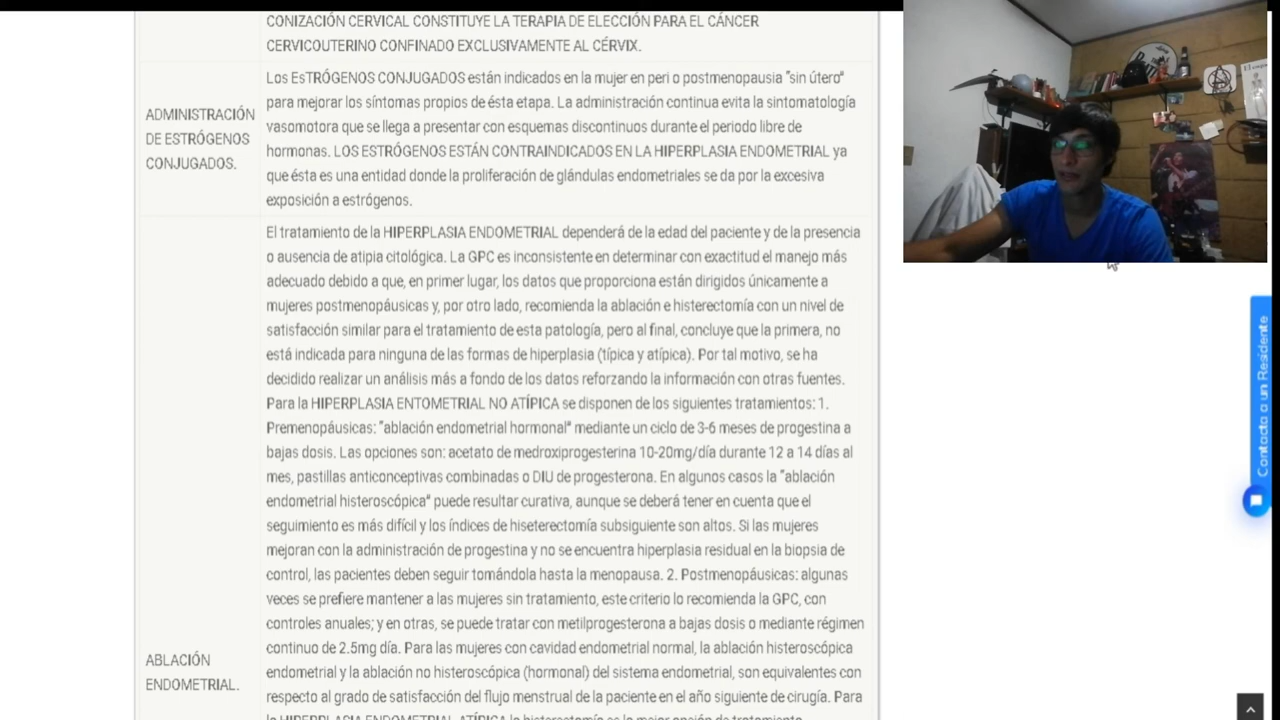 CONIZACIÓN CERVICAL CONSTITUYE LA TERAPIA DE ELECCIÓN PARA EL CÁNCER
CERVICOUTERINO CONFINADO EXCLUSIVAMENTE AL CÉRVIX.
ADMINISTRACIÓN
DE ESTRÓGENOS
CONJUGADOS.
Los EsTRÓGENOS CONJUGADOS están indicados en la mujer en peri o postmenopausia "sin útero"
para mejorar los síntomas propios de ésta etapa. La administración continua evita la sintomatología
vasomotora que se llega a presentar con esquemas discontinuos durante el periodo libre de
hormonas. LOS ESTRÓGENOS ESTÁN CONTRAINDICADOS EN LA HIPERPLASIA ENDOMETRIAL ya
que ésta es una entidad donde la proliferación de glándulas endometriales se da por la excesiva
exposición a estrógenos.
El tratamiento de la HIPERPLASIA ENDOMETRIAL dependerá de la edad del paciente y de la presencia
o ausencia de atipia citológica. La GPC es inconsistente en determinar con exactitud el manejo más
adecuado debido a que, en primer lugar, los datos que proporciona están dirigidos únicamente a
mujeres postmenopáusicas y, por otro lado, recomienda la ablación e histerectomía con un nivel de
satisfacción similar para el tratamiento de esta patología, pero al final, concluye que la primera, no
está indicada para ninguna de las formas de hiperplasia (típica y atípica). Por tal motivo, se ha
decidido realizar un análisis más a fondo de los datos reforzando la información con otras fuentes.
Para la HIPERPLASIA ENTOMETRIAL NO ATÍPICA se disponen de los siguientes tratamientos: 1.
Premenopáusicas: "ablación endometrial hormonal" mediante un ciclo de 3-6 meses de progestina a
bajas dosis. Las opciones son: acetato de medroxiprogesterina 10-20mg/día durante 12 a 14 días al
mes, pastillas anticonceptivas combinadas o DIU de progesterona. En algunos casos la "ablación
endometrial histeroscópica" puede resultar curativa, aunque se deberá tener en cuenta que el
seguimiento es más difícil y los índices de hiseterectomía subsiguiente son altos. Si las mujeres
mejoran con la administración de progestina y no se encuentra hiperplasia residual en la biopsia de
control, las pacientes deben seguir tomándola hasta la menopausa. 2. Postmenopáusicas: algunas
veces se prefiere mantener a las mujeres sin tratamiento, este criterio lo recomienda la GPC, con
controles anuales; y en otras, se puede tratar con metilprogesterona a bajas dosis o mediante régimen
continuo de 2.5mg día. Para las mujeres con cavidad endometrial normal, la ablación histeroscópica
endometrial y la ablación no histeroscópica (hormonal) del sistema endometrial, son equivalentes con
respecto al grado de satisfacción del flujo menstrual de la paciente en el año siguiente de cirugía. Para
la HIPERPLASIA ENDOMETRIAL ATÍPICA la histerectomía es la mejor opción de tratamiento
ABLACIÓN
ENDOMETRIAL.
Contacta a un Residente